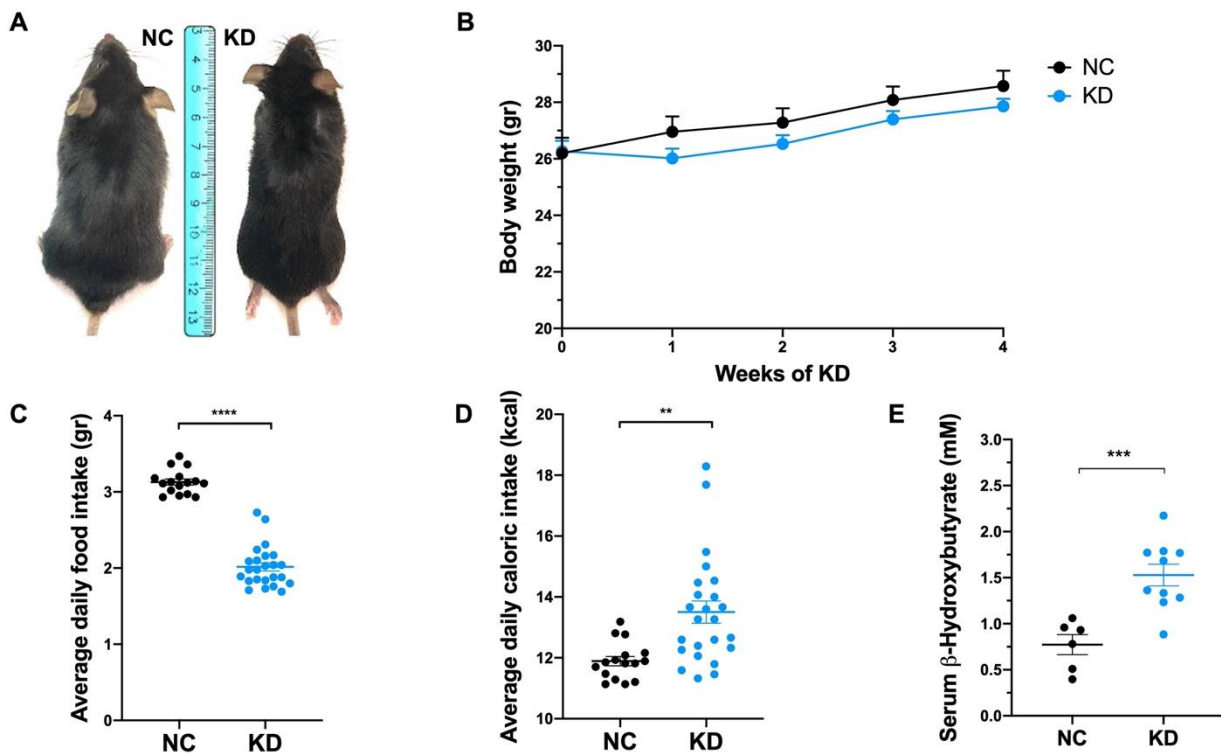 A
NC
KD
3
4
5
6
7
8
9
10
11
12
13
B
Body weight (gr)
30
28
26
24
22
20
0
1
2
3
4
Weeks of KD
NC
KD
C
Average daily food intake (gr)
4
3
2
1
0
****
NC
KD
D
Average daily caloric intake (kcal)
20
18
16
14
12
10
**
NC
KD
E
Serum β-Hydroxybutyrate (mM)
3.0
2.5
2.0
1.5
1.0
0.5
0.0
***
NC
KD